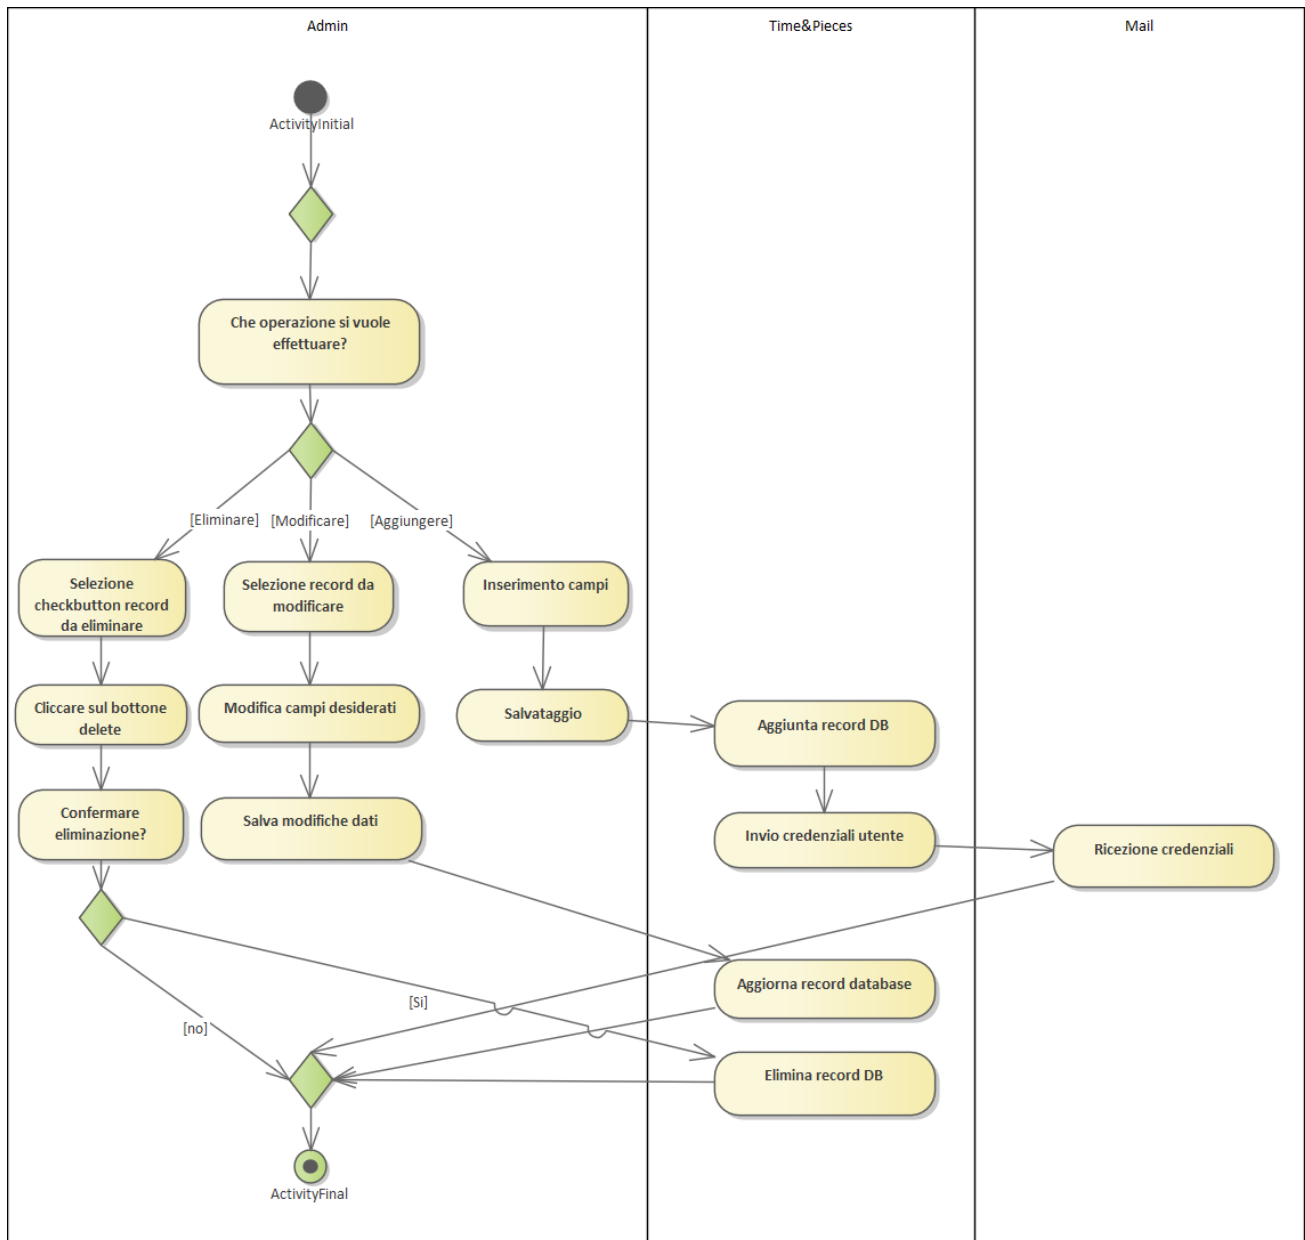 Admin
Time&Pieces
Mail
ActivityInitial
Che operazione si vuole
effettuare?
[Eliminare]
[Modificare]
[Aggiungere]
Selezione
checkbutton record
da eliminare
Selezione record da
modificare
Inserimento campi
Cliccare sul bottone
delete
Modifica campi desiderati
Salvataggio
Aggiunta record DB
Confermare
eliminazione?
Salva modifiche dati
Invio credenziali utente
Ricezione credenziali
Aggiorna record database
[Si]
[no]
Elimina record DB
ActivityFinal